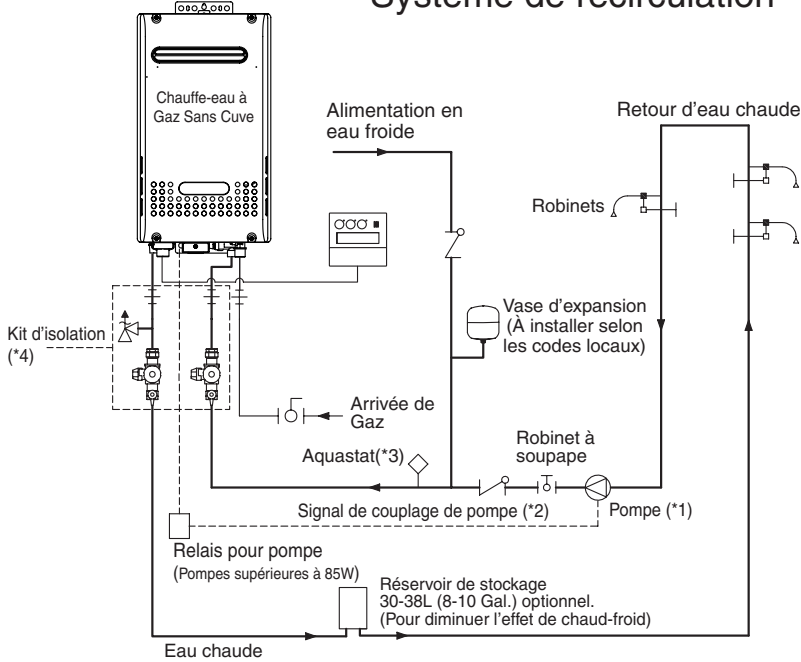 Système de recirculation
Chauffe-eau à
Gaz Sans Cuve
Alimentation en
eau froide
Retour d'eau chaude
Robinets
Vase d'expansion
(À installer selon
les codes locaux)
Kit d'isolation
(*4)
Arrivée de
Gaz
Aquastat(*3)
Robinet à
soupape
Signal de couplage de pompe (*2)
Pompe (*1)
Relais pour pompe
(Pompes supérieures à 85W)
Réservoir de stockage
30-38L (8-10 Gal.) optionnel.
(Pour diminuer l'effet de chaud-froid)
Eau chaude